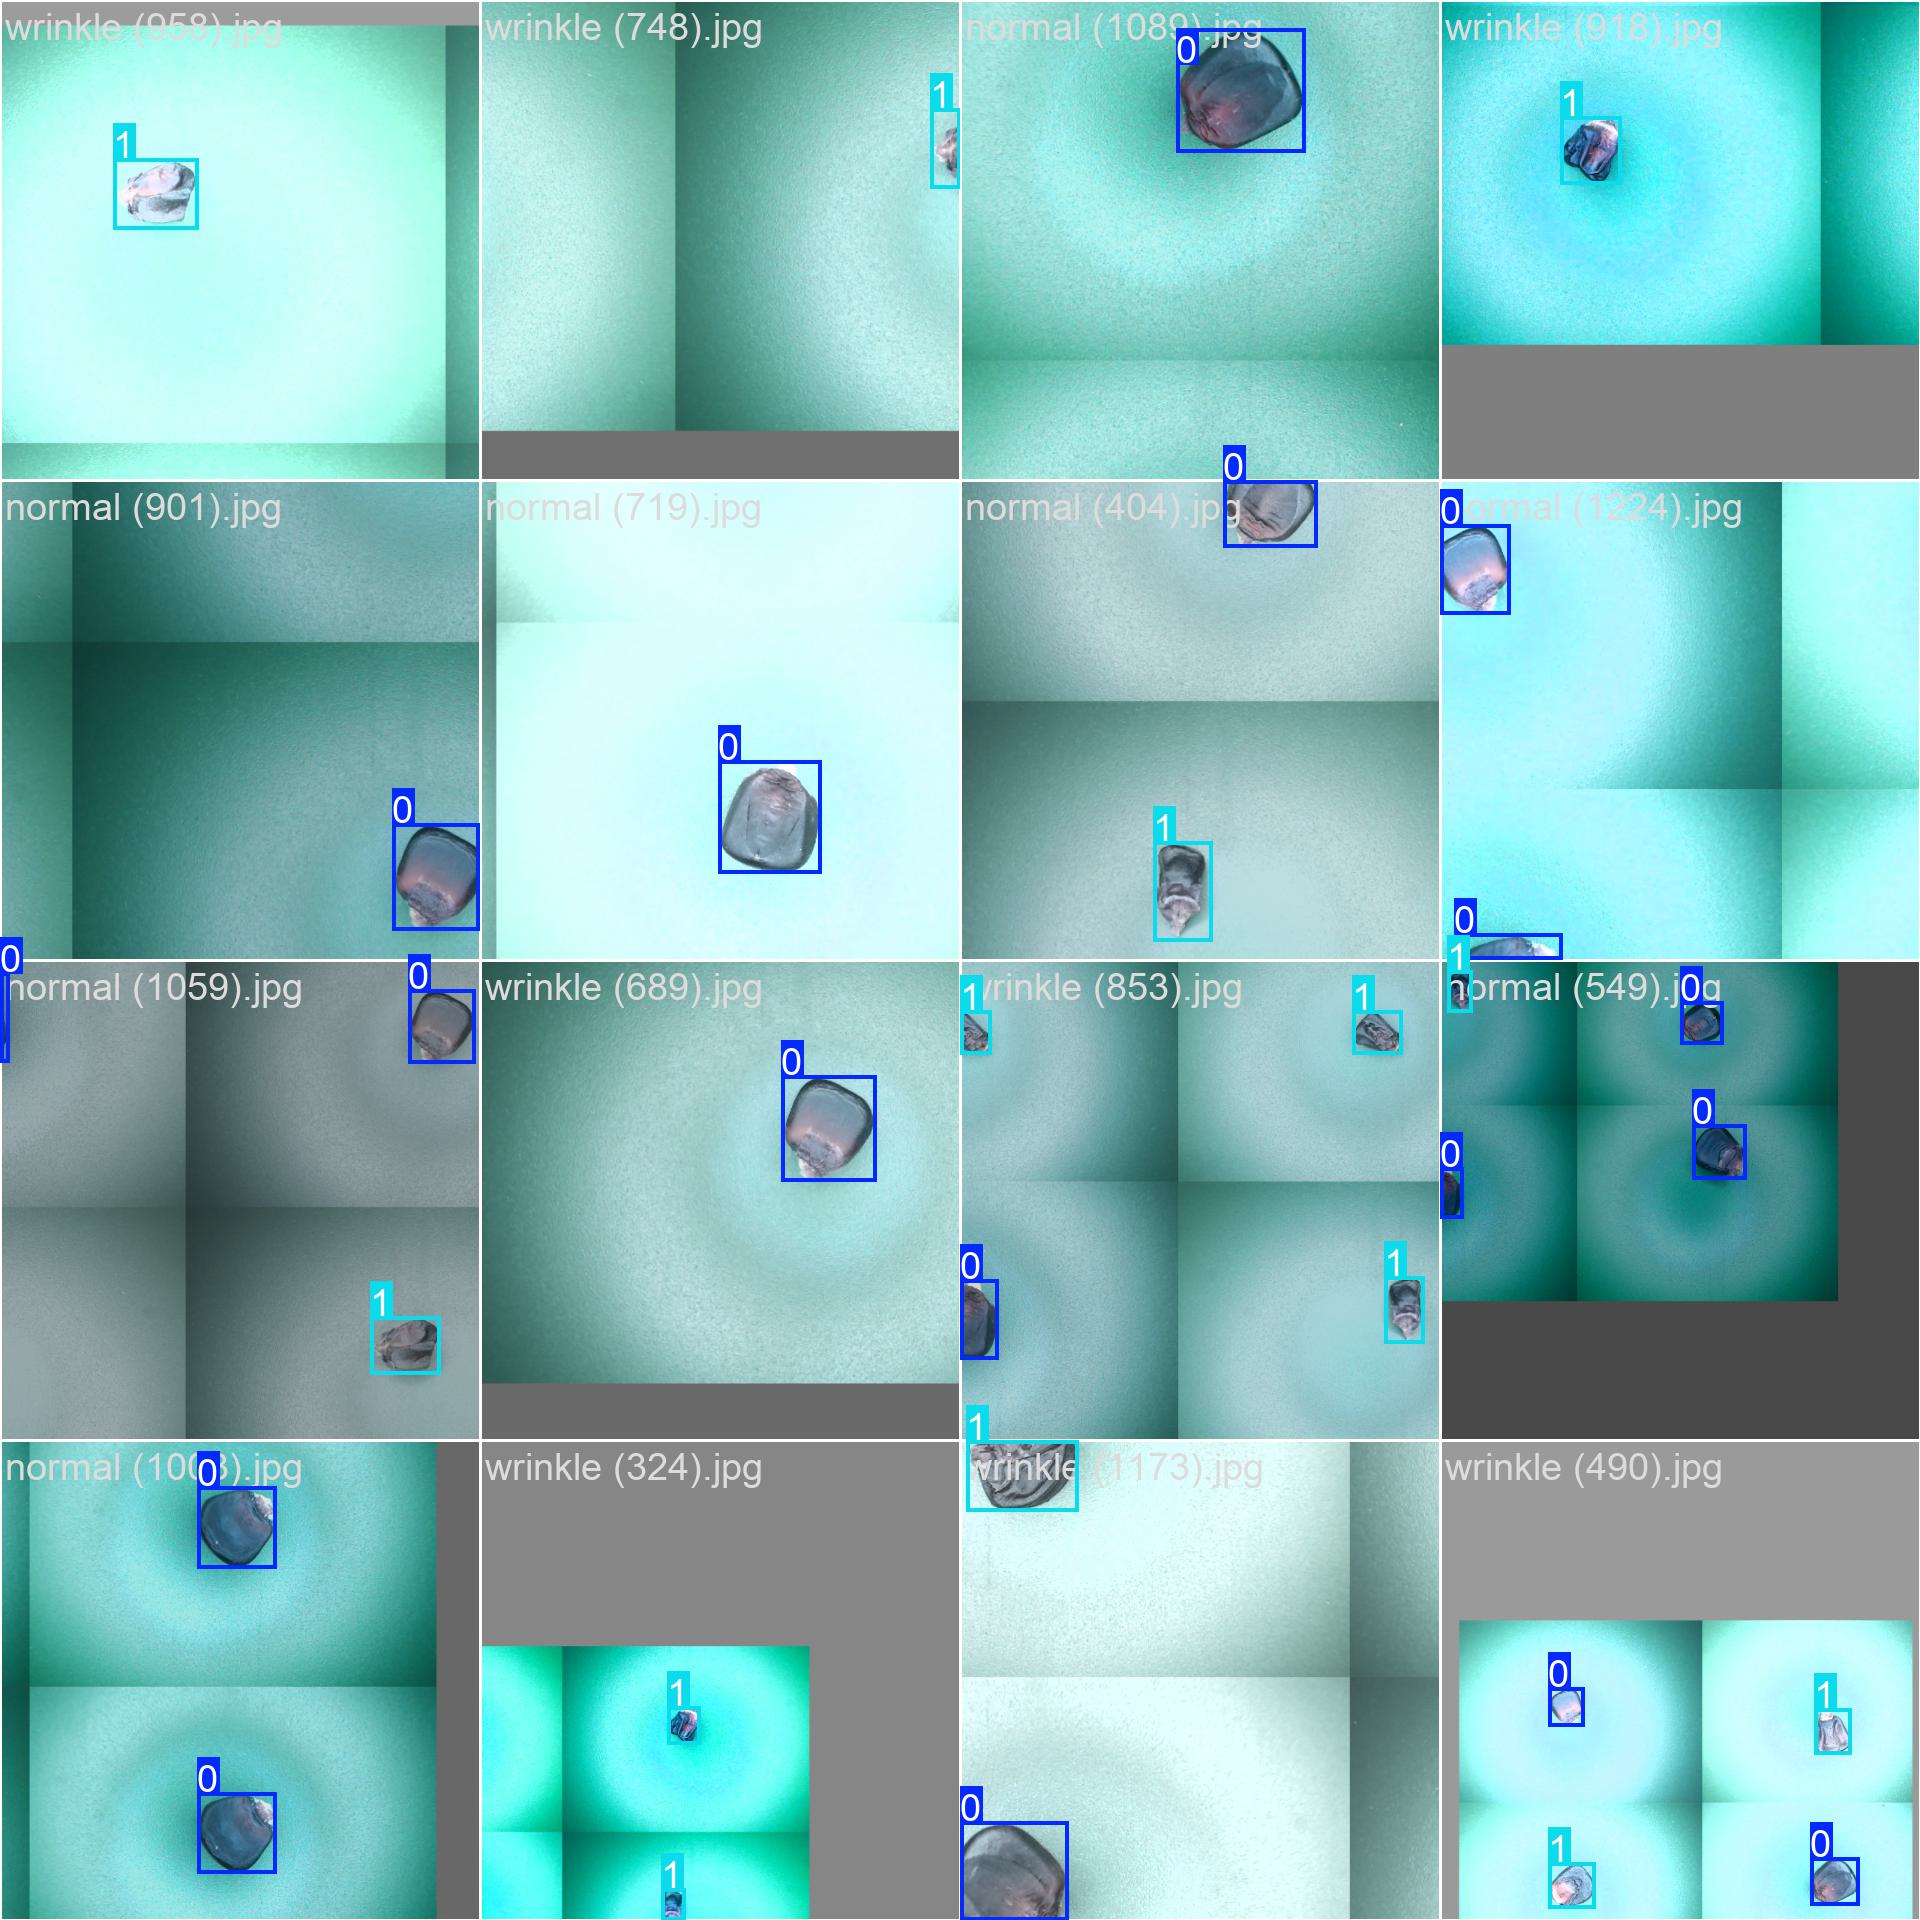 wrinkle (958).jpg
1
wrinkle (748).jpg
1
normal (1089).jpg
0
wrinkle (918).jpg
1
normal (901).jpg
0
normal (719).jpg
0
0
normal (404).jpg
1
0
normal (1224).jpg
0
0
0
normal (1059).jpg
1
wrinkle (689).jpg
0
wrinkle (853).jpg
1
1
0
1
1
normal (549).jpg
0
0
0
normal
0
0
wrinkle (324).jpg
1
1
1
wrinkle (1173).jpg
0
wrinkle (490).jpg
0
1
1
0